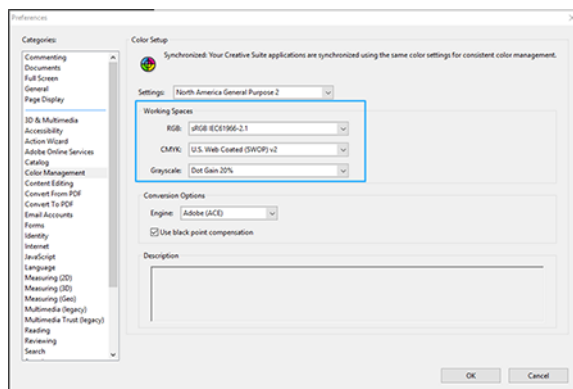 Preferences
Categories:
Commenting
Documents
Full Screen
General
Page Display
3D & Multimedia
Accessibility
Action Wizard
Adobe Online Services
Catalog
Color Management
Content Editing
Convert From PDF
Convert To PDF
Email Accounts
Forms
Identity
Internet
JavaScript
Language
Measuring (2D)
Measuring (3D)
Measuring (Geo)
Multimedia (legacy)
Multimedia Trust (legacy)
Reading
Reviewing
Search
Color Setup
Synchronized: Your Creative Suite applications are synchronized using the same color settings for consistent color management.
Settings: North America General Purpose 2
Working Spaces
RGB: sRGB IEC61966-2.1
CMYK: U.S. Web Coated (SWOP) v2
Grayscale: Dot Gain 20%
Conversion Options
Engine: Adobe (ACE)
Use black point compensation
Description
OK Cancel